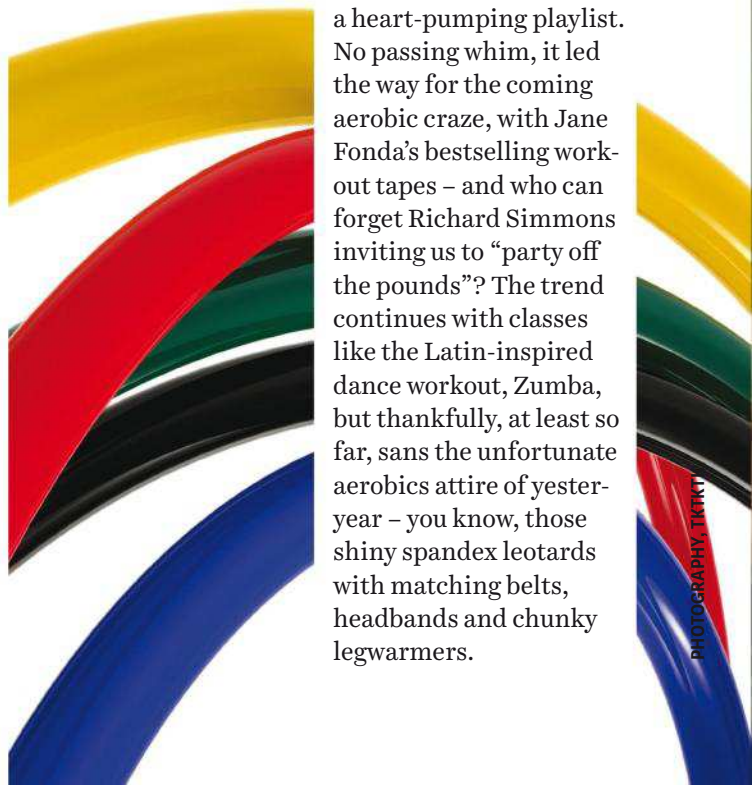 a heart-pumping playlist.
No passing whim, it led
the way for the coming
aerobic craze, with Jane
Fonda’s bestselling work-
out tapes – and who can
forget Richard Simmons
inviting us to “party off
the pounds”? The trend
continues with classes
like the Latin-inspired
dance workout, Zumba,
but thankfully, at least so
far, sans the unfortunate
aerobics attire of yester-
year – you know, those
shiny spandex leotards
with matching belts,
headbands and chunky
legwarmers.
PHOTOGRAPHY, TKTKT